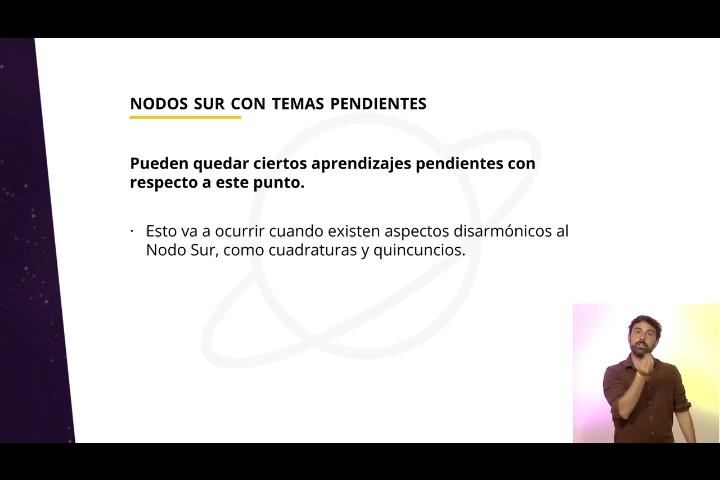 NODOS SUR CON TEMAS PENDIENTES
Pueden quedar ciertos aprendizajes pendientes con
respecto a este punto.
· Esto va a ocurrir cuando existen aspectos disarmónicos al
Nodo Sur, como cuadraturas y quincuncios.